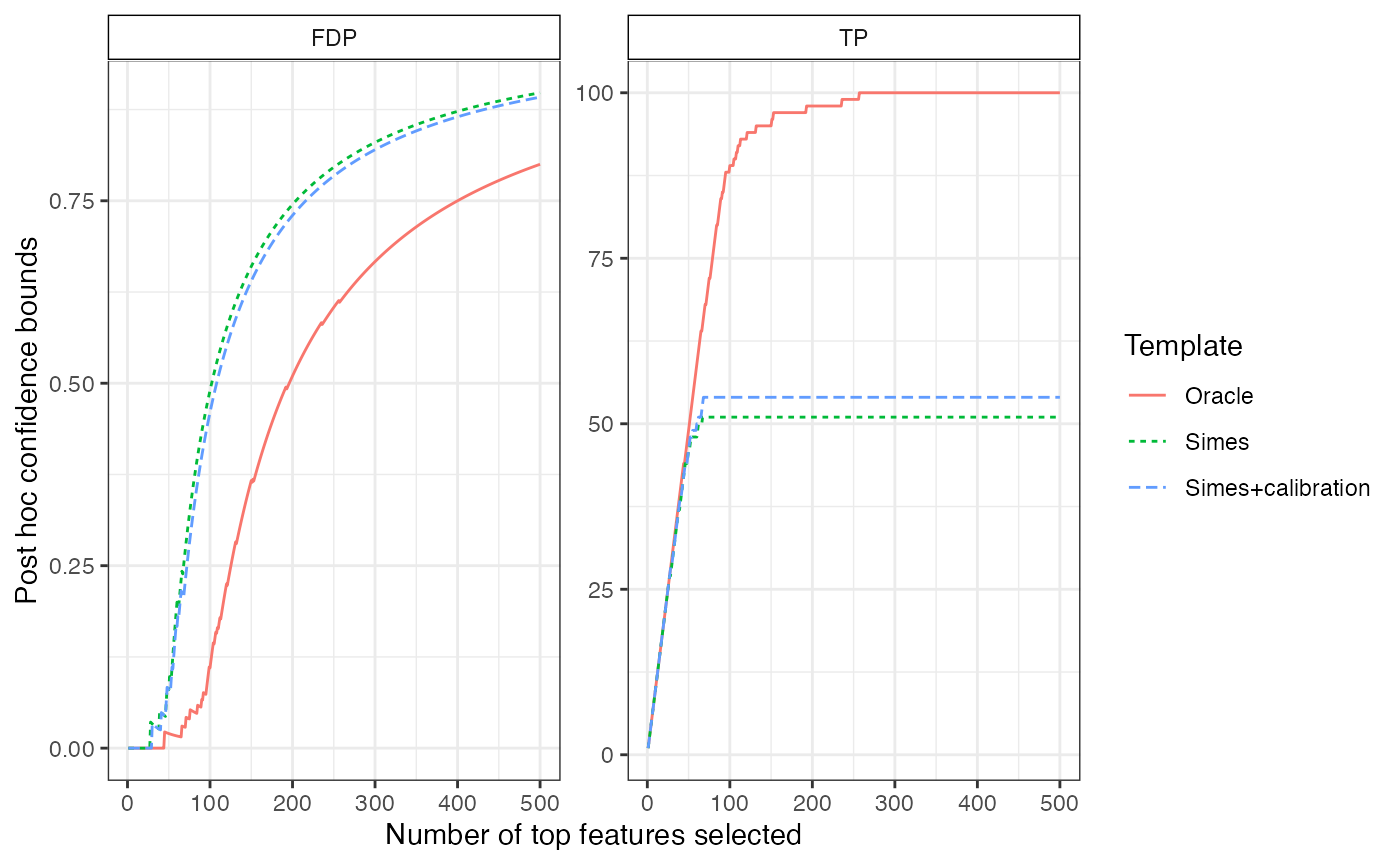 FDP
TP
Post hoc confidence bounds
0.75
0.50
0.25
0.00
0 100 200 300 400 500
100
75
50
25
0
0 100 200 300 400 500
Number of top features selected
Template
Oracle
Simes
Simes+calibration